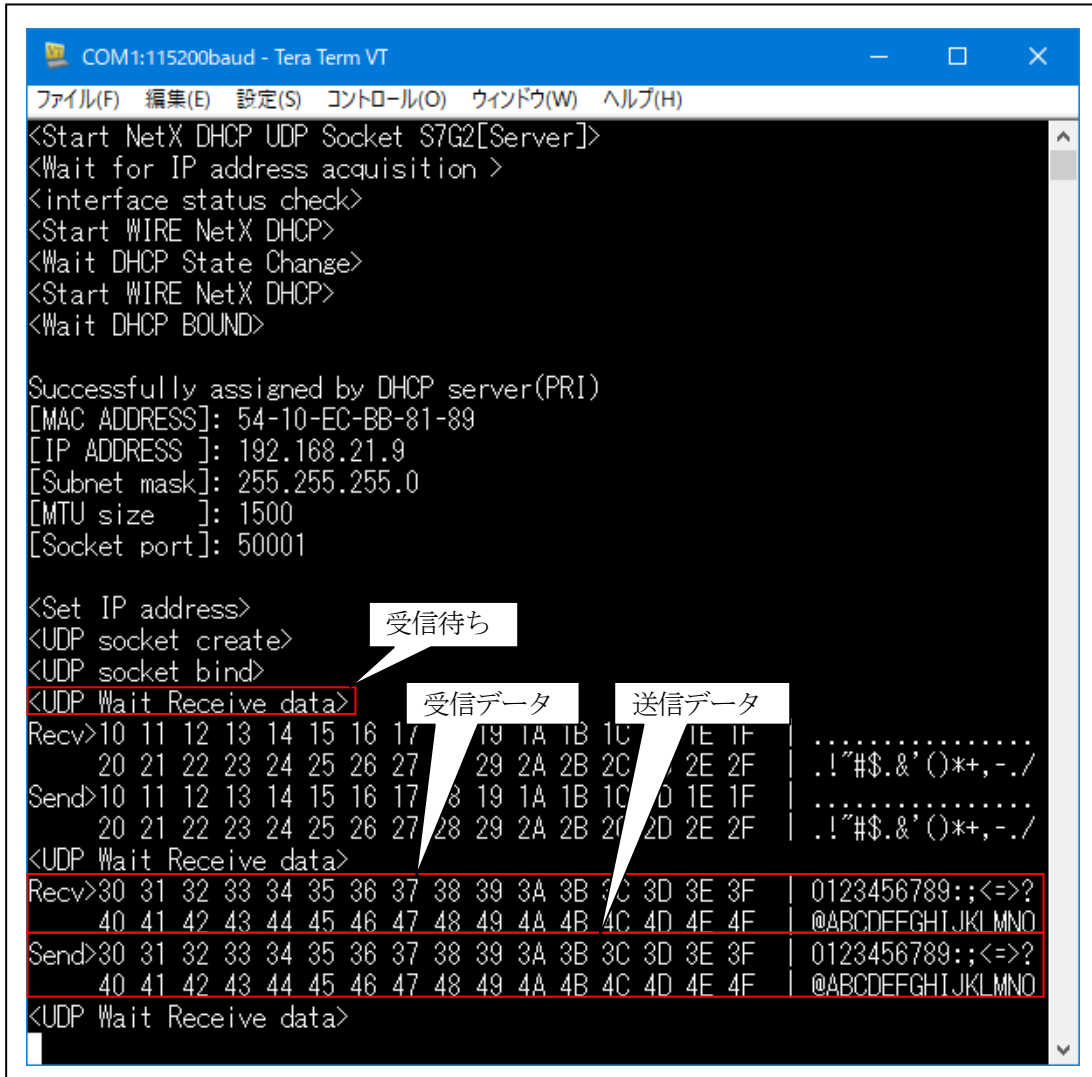 COM1:115200baud - Tera Term VT
ファイル(F) 編集(E) 設定(S) コントロール(O) ウィンドウ(W) ヘルプ(H)
<Start NetX DHCP UDP Socket S7G2[Server]>
<Wait for IP address acquisition >
<interface status check>
<Start WIRE NetX DHCP>
<Wait DHCP State Change>
<Start WIRE NetX DHCP>
<Wait DHCP BOUND>
Successfully assigned by DHCP server(PRI)
[MAC ADDRESS]: 54-10-EC-BB-81-89
[IP ADDRESS ]: 192.168.21.9
[Subnet mask]: 255.255.255.0
[MTU size   ]: 1500
[Socket port]: 50001
<Set IP address>
受信待ち
<UDP socket create>
<UDP socket bind>
<UDP Wait Receive data>
受信データ
送信データ
Recv>10 11 12 13 14 15 16 17 19 1A 1B 1C 1E 1F | ................
20 21 22 23 24 25 26 27 29 2A 2B 2C 2E 2F | .!"#$.&'()*+,-./
Send>10 11 12 13 14 15 16 17 8 19 1A 1B 1C D 1E 1F | ................
20 21 22 23 24 25 26 27 28 29 2A 2B 2C 2D 2E 2F | .!"#$.&'()*+,-./
<UDP Wait Receive data>
Recv>30 31 32 33 34 35 36 37 38 39 3A 3B 3C 3D 3E 3F | 0123456789:;<=>?
40 41 42 43 44 45 46 47 48 49 4A 4B 4C 4D 4E 4F | @ABCDEFGHIJKLMNO
Send>30 31 32 33 34 35 36 37 38 39 3A 3B 3C 3D 3E 3F | 0123456789:;<=>?
40 41 42 43 44 45 46 47 48 49 4A 4B 4C 4D 4E 4F | @ABCDEFGHIJKLMNO
<UDP Wait Receive data>